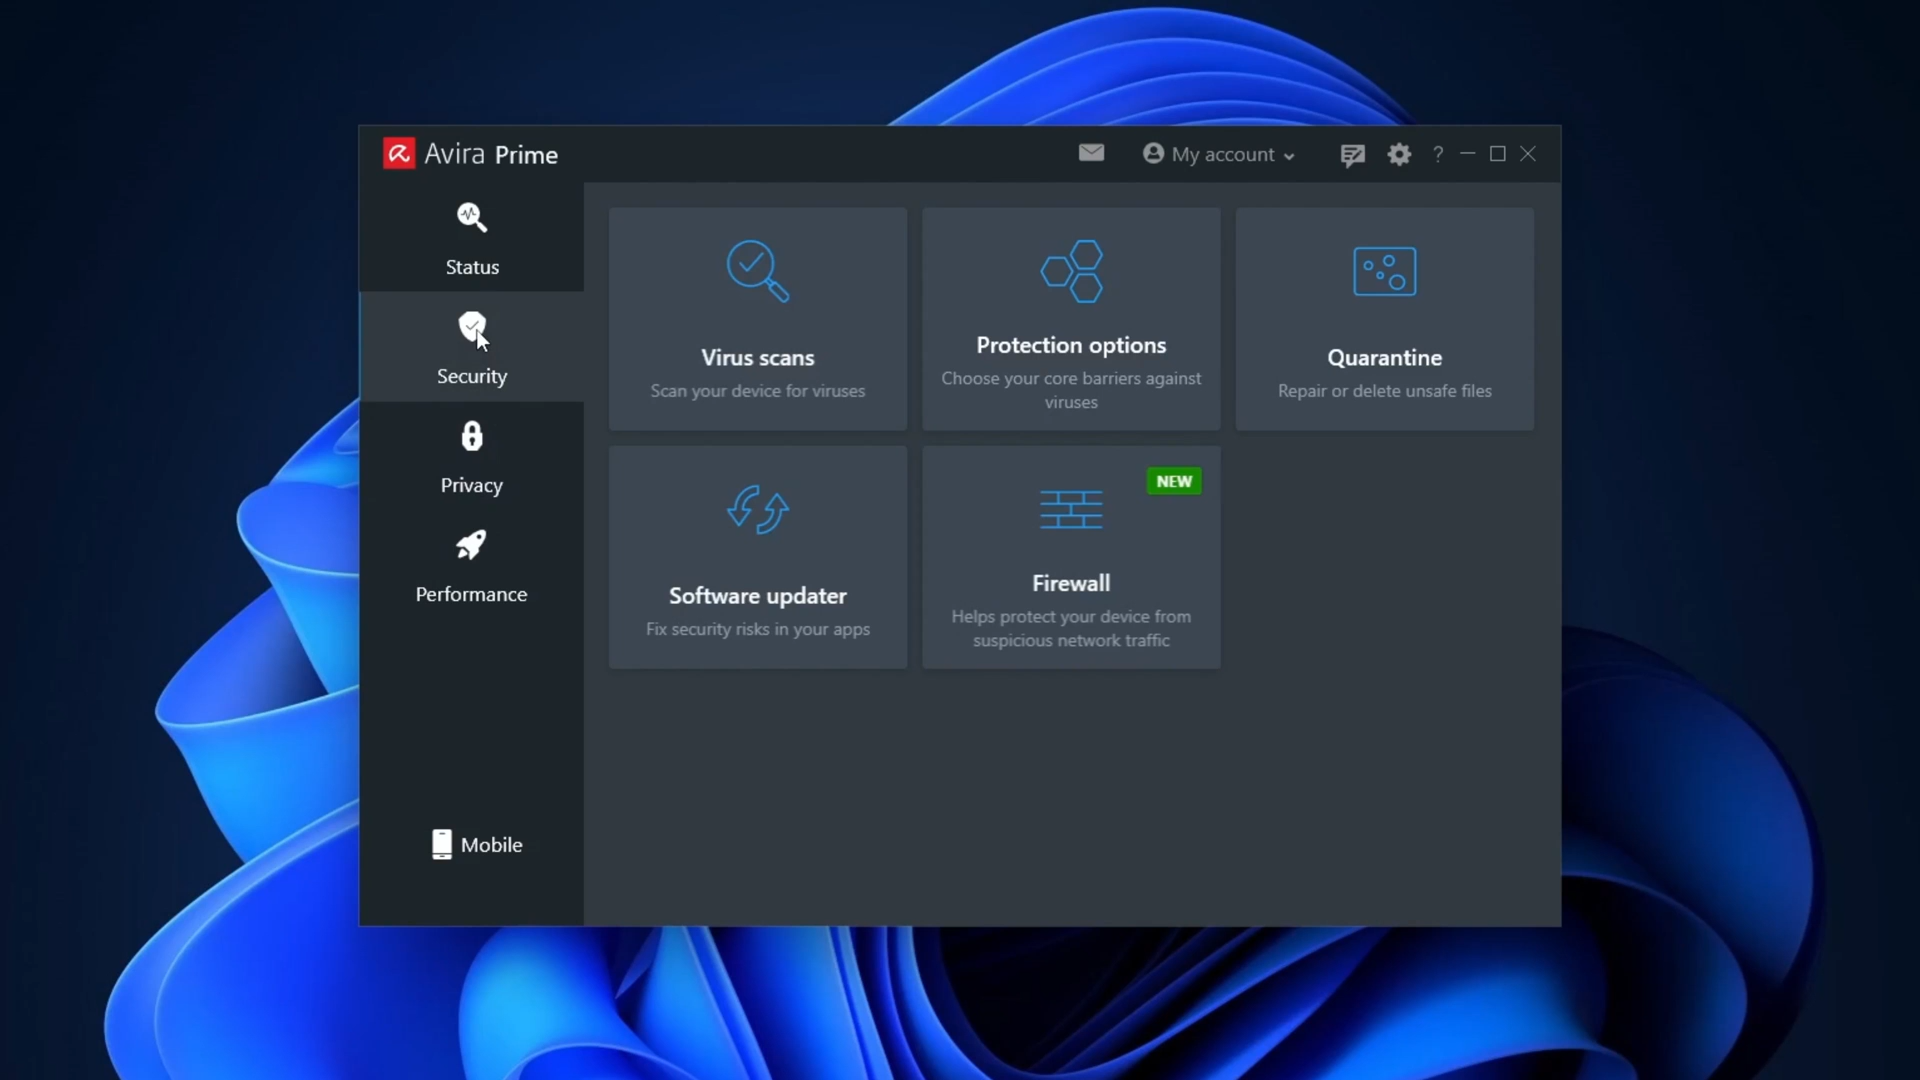 Avira Prime
My account
?
Status
Security
Privacy
Performance
Mobile
Virus scans
Scan your device for viruses
Protection options
Choose your core barriers against
viruses
Quarantine
Repair or delete unsafe files
Software updater
Fix security risks in your apps
NEW
Firewall
Helps protect your device from
suspicious network traffic